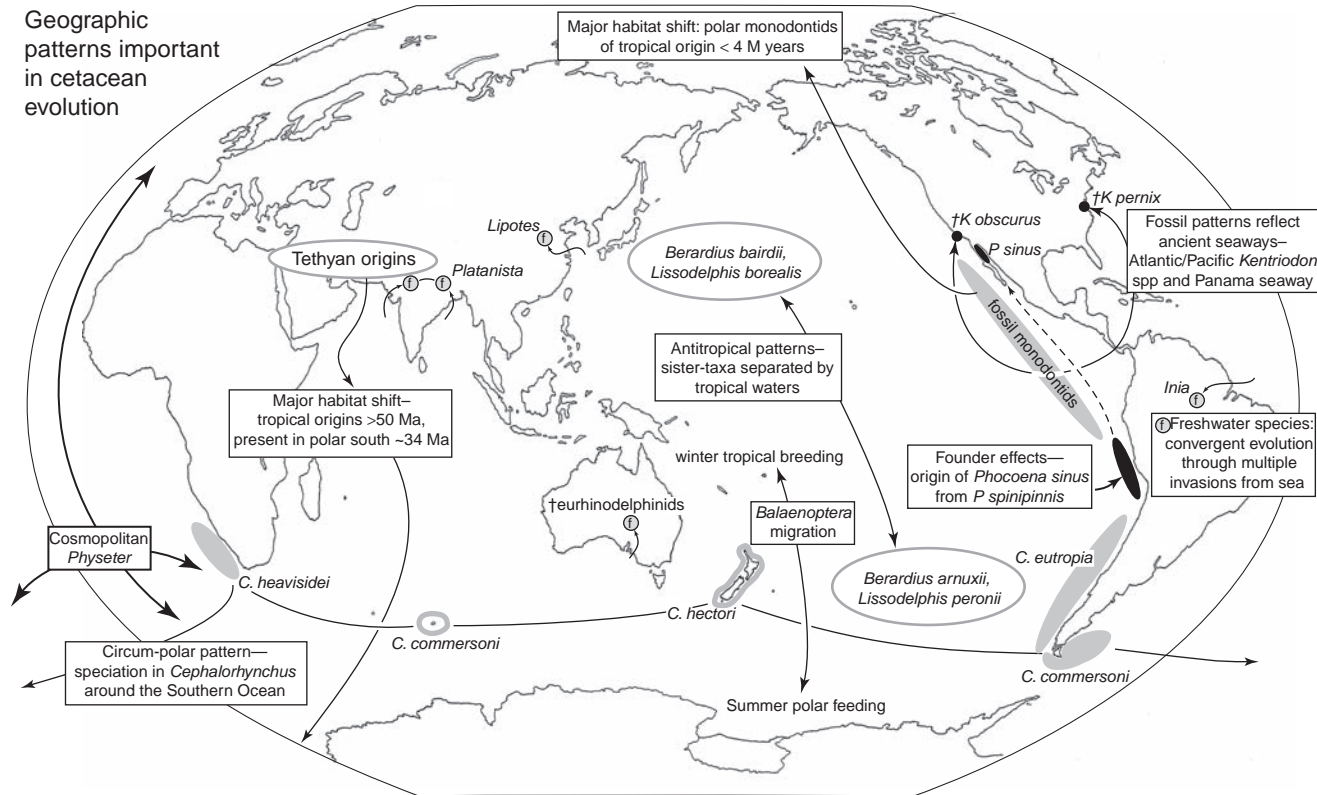 Geographic
patterns important
in cetacean
evolution
Major habitat shift: polar monodontids
of tropical origin < 4 M years
†K pernix
†K obscurus
P sinus
Fossil patterns reflect
ancient seaways–
Atlantic/Pacific Kentriodon
spp and Panama seaway
Lipotes
f
Tethyan origins
Platanista
f
f
Berardius bairdii,
Lissodelphis borealis
fossil monodontids
Antitropical patterns–
sister-taxa separated by
tropical waters
Major habitat shift–
tropical origins >50 Ma,
present in polar south ~34 Ma
Inia
f
f Freshwater species:
convergent evolution
through multiple
invasions from sea
winter tropical breeding
Founder effects—
origin of Phocoena sinus
from P spinipinnis
†eurhinodelphinids
f
Balaenoptera
migration
Cosmopolitan
Physeter
C. heavisidei
C. eutropia
Berardius arnuxii,
Lissodelphis peronii
C. hectori
C. commersoni
C. commersoni
Circum-polar pattern—
speciation in Cephalorhynchus
around the Southern Ocean
Summer polar feeding